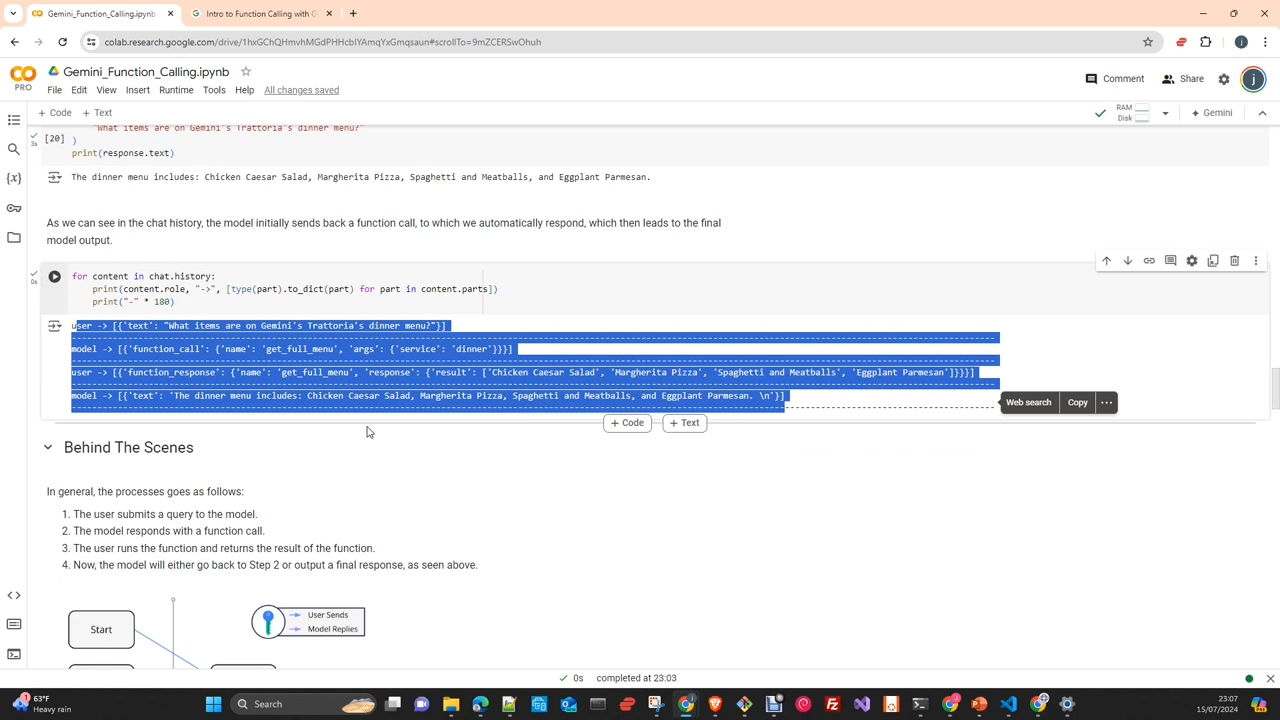 Gemini_Function_Calling.ipynb
Intro to Function Calling with G
colab.research.google.com/drive/1hxGChQHmvhMGdPHHcbIYAmqYxGmqsaun#scrollTo=9mZCERSwOhuh
j
CO
PRO
Gemini_Function_Calling.ipynb
Comment
Share
j
File Edit View Insert Runtime Tools Help All changes saved
+ Code + Text
RAM
Disk
Gemini
"What items are on Gemini's Trattoria's dinner menu?"
3s
[20] )
print(response.text)
The dinner menu includes: Chicken Caesar Salad, Margherita Pizza, Spaghetti and Meatballs, and Eggplant Parmesan.
As we can see in the chat history, the model initially sends back a function call, to which we automatically respond, which then leads to the final
model output.
0s
for content in chat.history:
print(content.role, "->", [type(part).to_dict(part) for part in content.parts])
print("-" * 180)
user -> [{'text': "What items are on Gemini's Trattoria's dinner menu?"}]
model -> [{'function_call': {'name': 'get_full_menu', 'args': {'service': 'dinner'}}}]
user -> [{'function_response': {'name': 'get_full_menu', 'response': {'result': ['Chicken Caesar Salad', 'Margherita Pizza', 'Spaghetti and Meatballs', 'Eggplant Parmesan']}}}]
model -> [{'text': 'The dinner menu includes: Chicken Caesar Salad, Margherita Pizza, Spaghetti and Meatballs, and Eggplant Parmesan. \n'}]
Web search Copy
+ Code + Text
Behind The Scenes
In general, the processes goes as follows:
1. The user submits a query to the model.
2. The model responds with a function call.
3. The user runs the function and returns the result of the function.
4. Now, the model will either go back to Step 2 or output a final response, as seen above.
Start
User Sends
Model Replies
0s completed at 23:03
63°F
Heavy rain
Search
23:07
15/07/2024